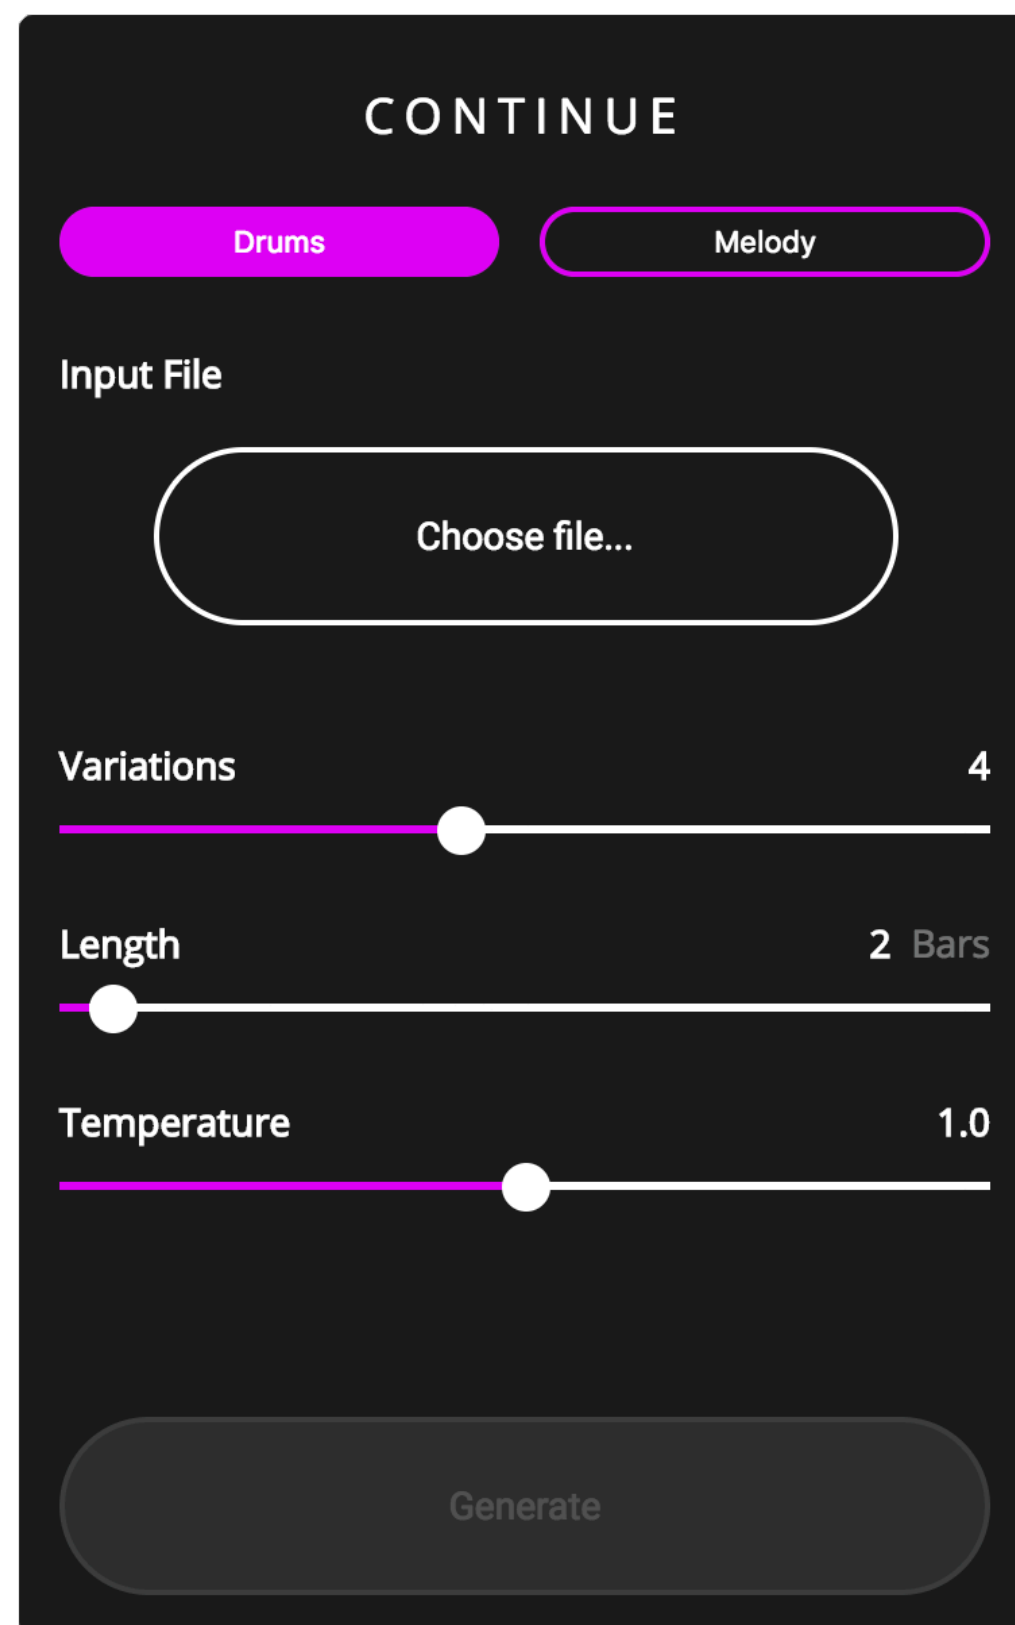 CONTINUE
Drums Melody
Input File
Choose file...
Variations 4
Length 2 Bars
Temperature 1.0
Generate